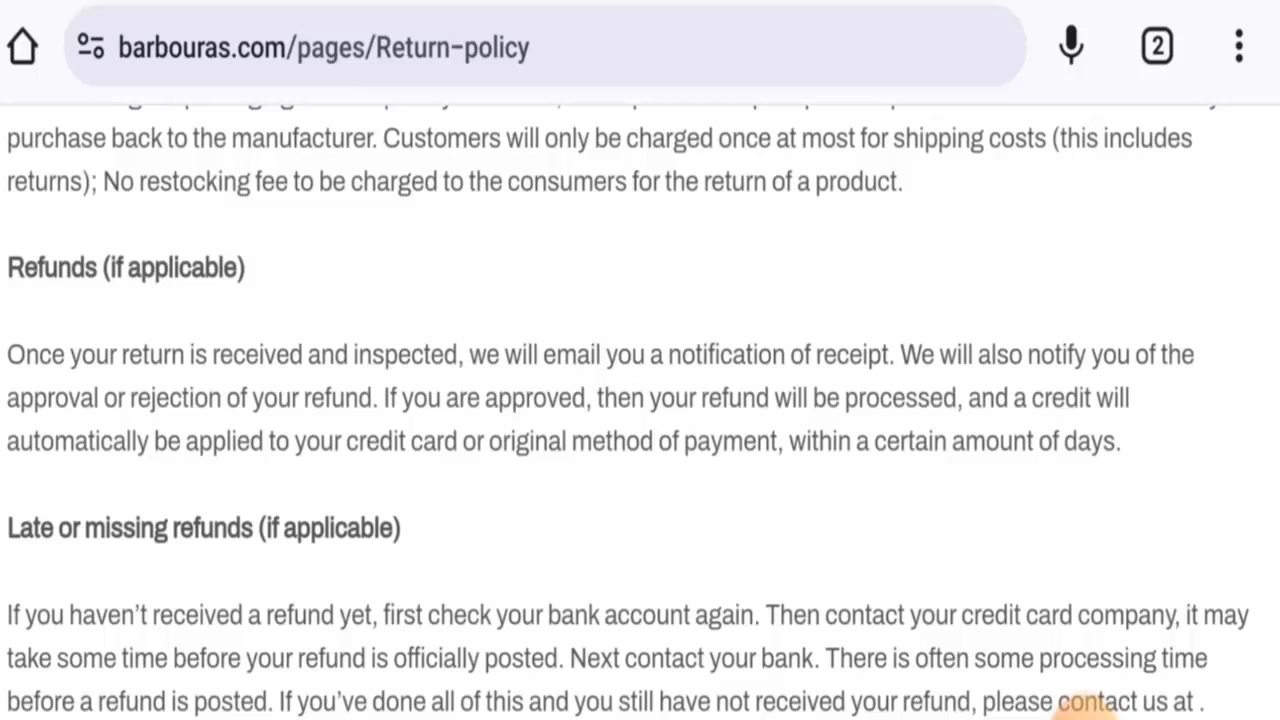 barbouras.com/pages/Return-policy
2
purchase back to the manufacturer. Customers will only be charged once at most for shipping costs (this includes
returns); No restocking fee to be charged to the consumers for the return of a product.
Refunds (if applicable)
Once your return is received and inspected, we will email you a notification of receipt. We will also notify you of the
approval or rejection of your refund. If you are approved, then your refund will be processed, and a credit will
automatically be applied to your credit card or original method of payment, within a certain amount of days.
Late or missing refunds (if applicable)
If you haven’t received a refund yet, first check your bank account again. Then contact your credit card company, it may
take some time before your refund is officially posted. Next contact your bank. There is often some processing time
before a refund is posted. If you’ve done all of this and you still have not received your refund, please contact us at .